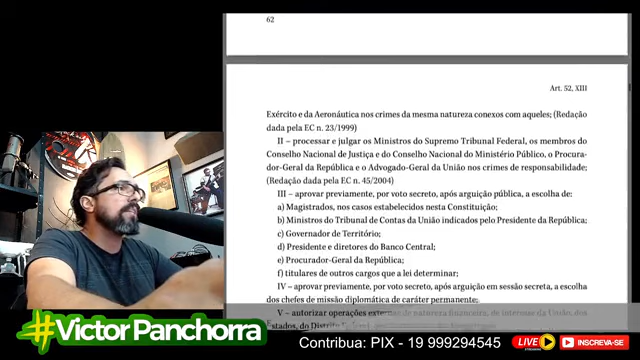 62
Art. 52, XIII
Exército e da Aeronáutica nos crimes da mesma natureza conexos com aqueles; (Redação
dada pela EC n. 23/1999)
II – processar e julgar os Ministros do Supremo Tribunal Federal, os membros do
Conselho Nacional de Justiça e do Conselho Nacional do Ministério Público, o Procura-
dor-Geral da República e o Advogado-Geral da União nos crimes de responsabilidade;
(Redação dada pela EC n. 45/2004)
III – aprovar previamente, por voto secreto, após arguição pública, a escolha de:
a) Magistrados, nos casos estabelecidos nesta Constituição;
b) Ministros do Tribunal de Contas da União indicados pelo Presidente da República;
c) Governador de Território;
d) Presidente e diretores do Banco Central;
e) Procurador-Geral da República;
f) titulares de outros cargos que a lei determinar;
IV – aprovar previamente, por voto secreto, após arguição em sessão secreta, a escolha
dos chefes de missão diplomática de caráter permanente;
V – autorizar operações externas de natureza financeira, de interesse da União, dos
Estados, do Distrito
#Victor Panchorra
Contribua: PIX - 19 999294545
LIVE
INSCREVA-SE